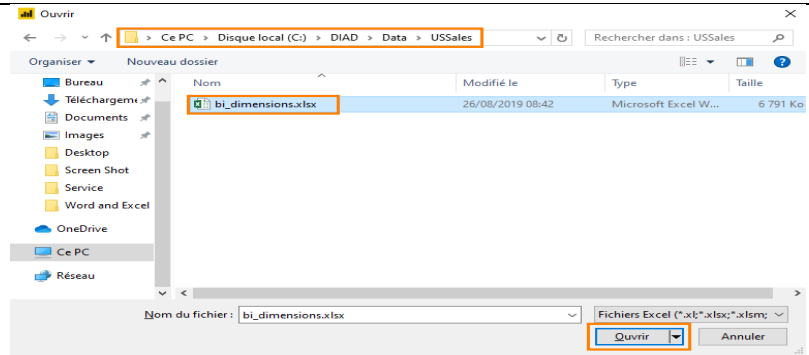 Ouvrir
Ce PC > Disque local (C:) > DIAD > Data > USSales
Rechercher dans : USSales
Organiser
Nouveau dossier
Nom
Modifié le
Type
Taille
Bureau
Téléchargeme
Documents
Images
Desktop
Screen Shot
Service
Word and Excel
OneDrive
Ce PC
Réseau
bi_dimensions.xlsx
26/08/2019 08:42
Microsoft Excel W...
6 791 Ko
Nom du fichier :
bi_dimensions.xlsx
Fichiers Excel (*.xl;*.xlsx;*.xlsm;
Ouvrir
Annuler